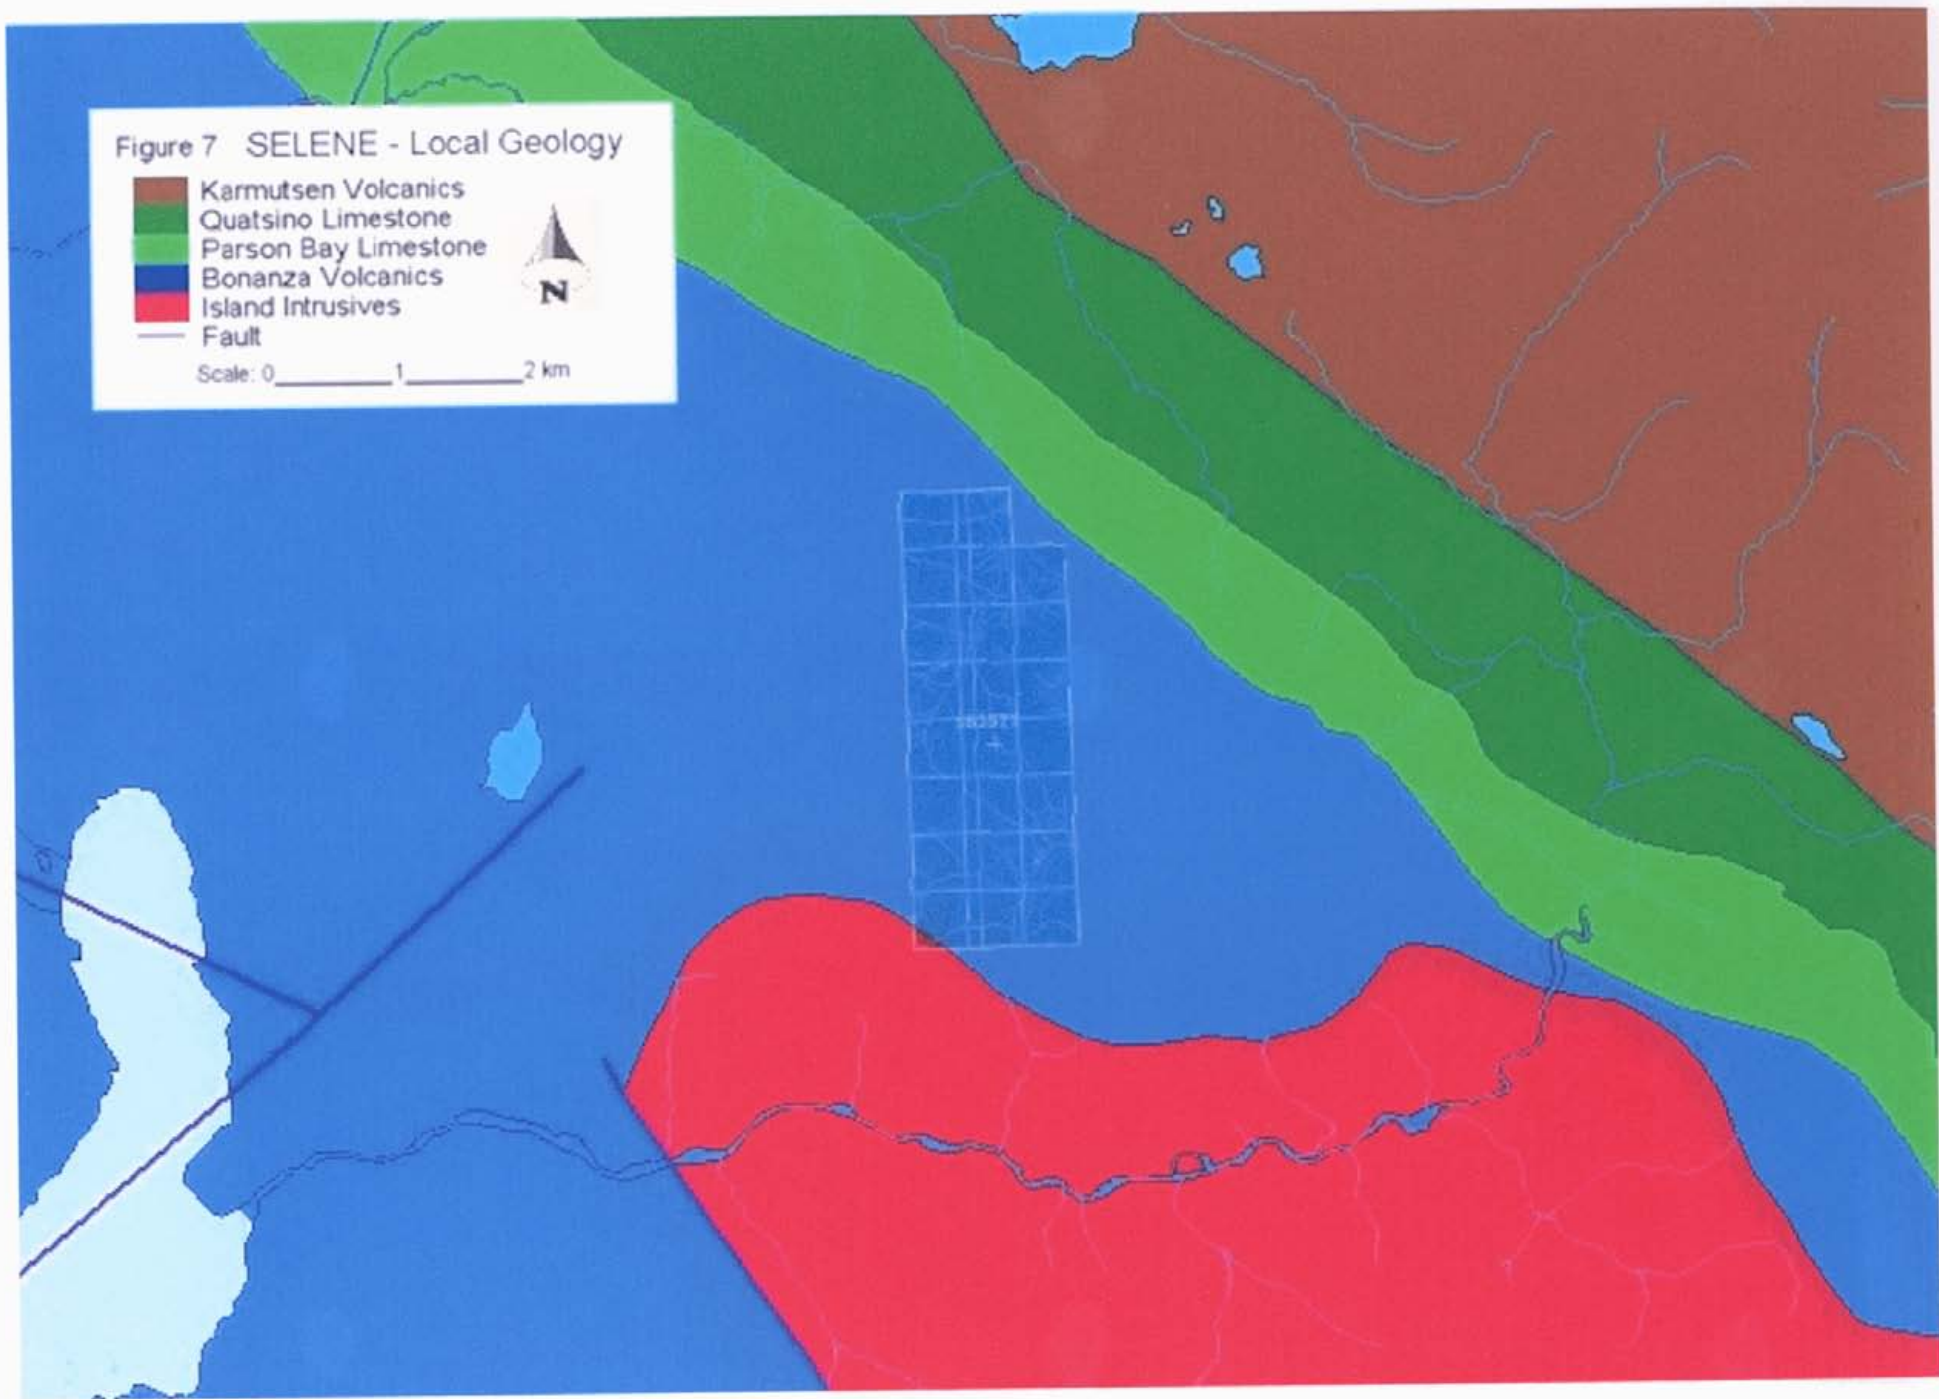 Figure 7 SELENE - Local Geology
Karmutsen Volcanics
Quatsino Limestone
Parson Bay Limestone
Bonanza Volcanics
Island Intrusives
Fault
N
Scale: 0 1 2 km